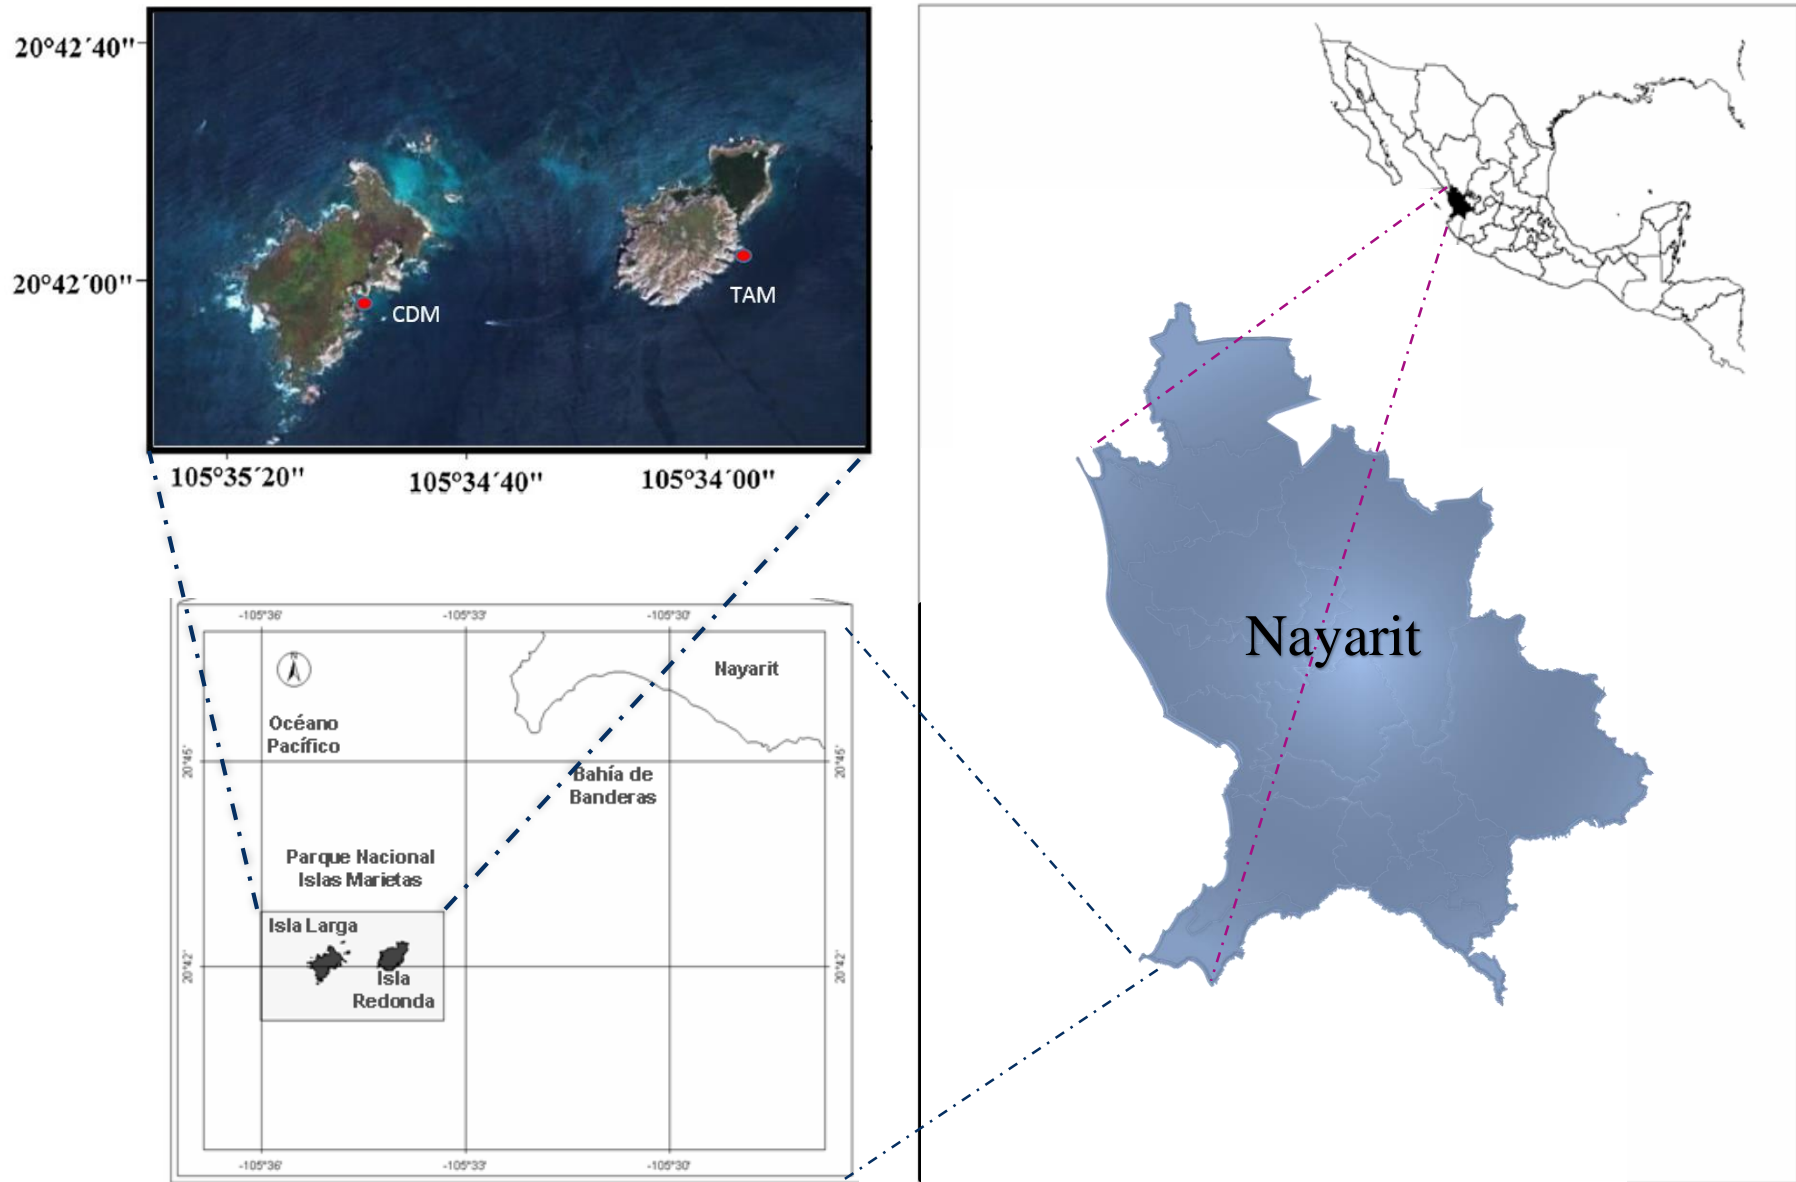 20°42´40''
20°42´00''
CDM
TAM
105°35´20''
105°34´40''
105°34´00''
-105°36'
-105°33'
-105°30'
Nayarit
Océano
Pacífico
20°45'
20°45'
Bahía de
Banderas
Parque Nacional
Islas Marietas
Isla Larga
20°42'
20°42'
Isla
Redonda
-105°36'
-105°33'
-105°30'
N
Nayarit